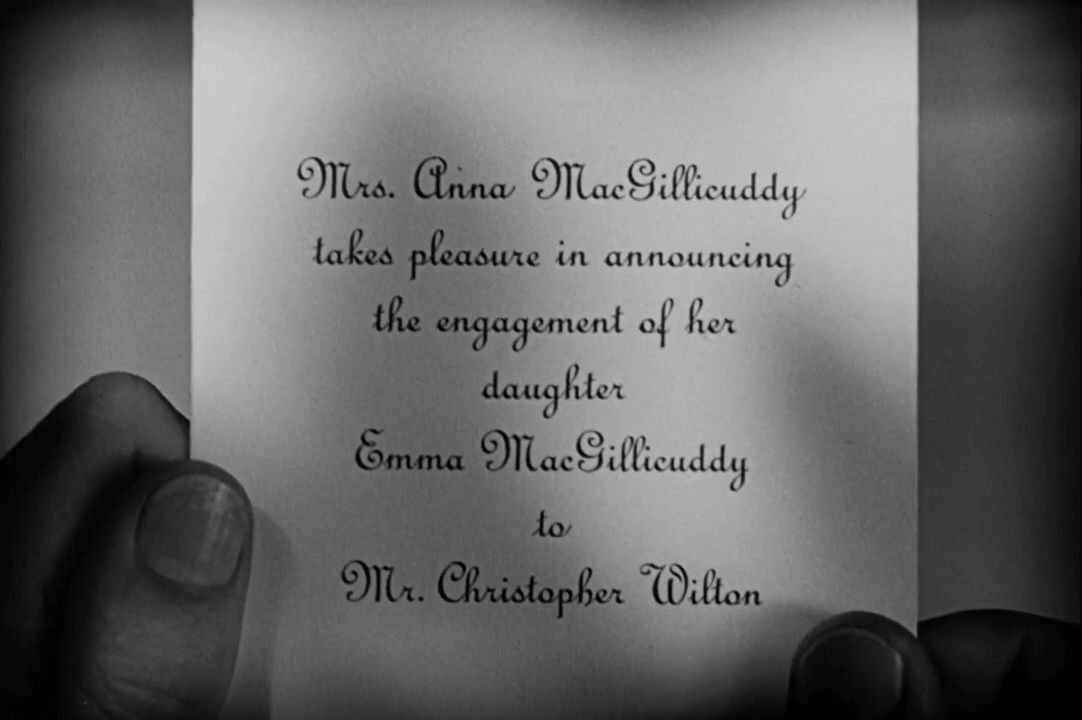 Mrs. Anna MacGillicuddy
takes pleasure in announcing
the engagement of her
daughter
Emma MacGillicuddy
to
Mr. Christopher Wilton